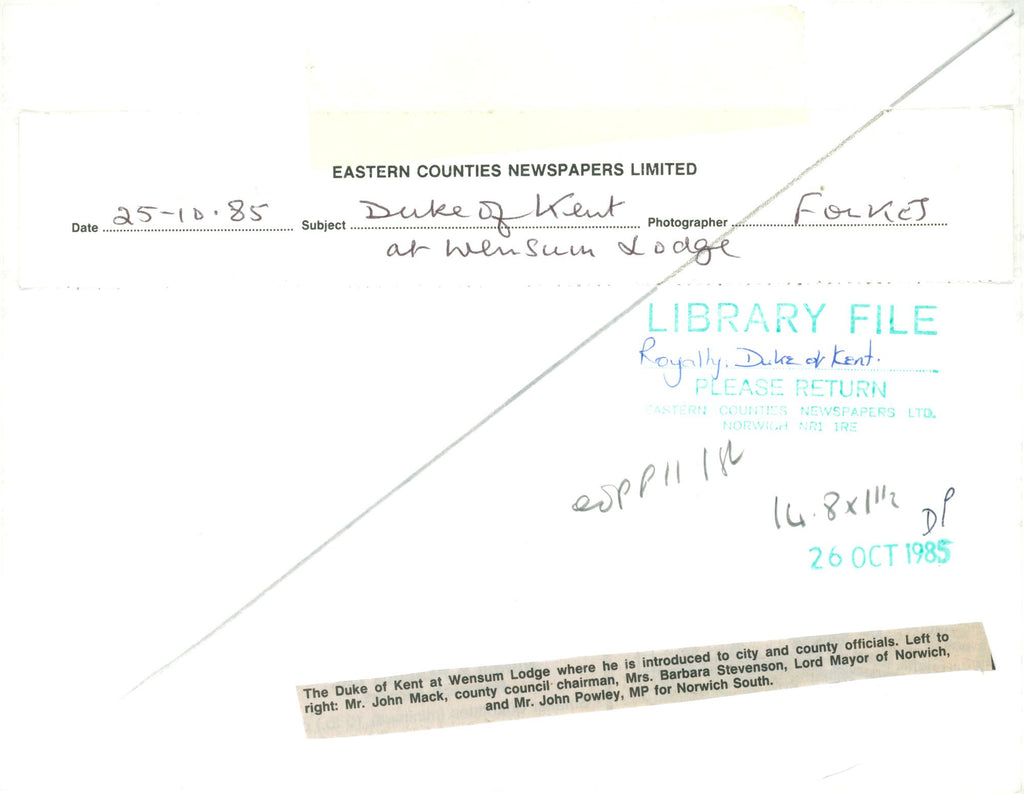 EASTERN COUNTIES NEWSPAPERS LIMITED
Date 25-10-85 Subject Duke of Kent Photographer Folkes
at Wensum Lodge
LIBRARY FILE
Royalty. Duke of Kent.
PLEASE RETURN
EASTERN COUNTIES NEWSPAPERS LTD.
NORWICH NR1 1RE
14.8 x 11½
DP
26 OCT 1985
The Duke of Kent at Wensum Lodge where he is introduced to city and county officials. Left to
right: Mr. John Mack, county council chairman, Mrs. Barbara Stevenson, Lord Mayor of Norwich,
and Mr. John Powley, MP for Norwich South.